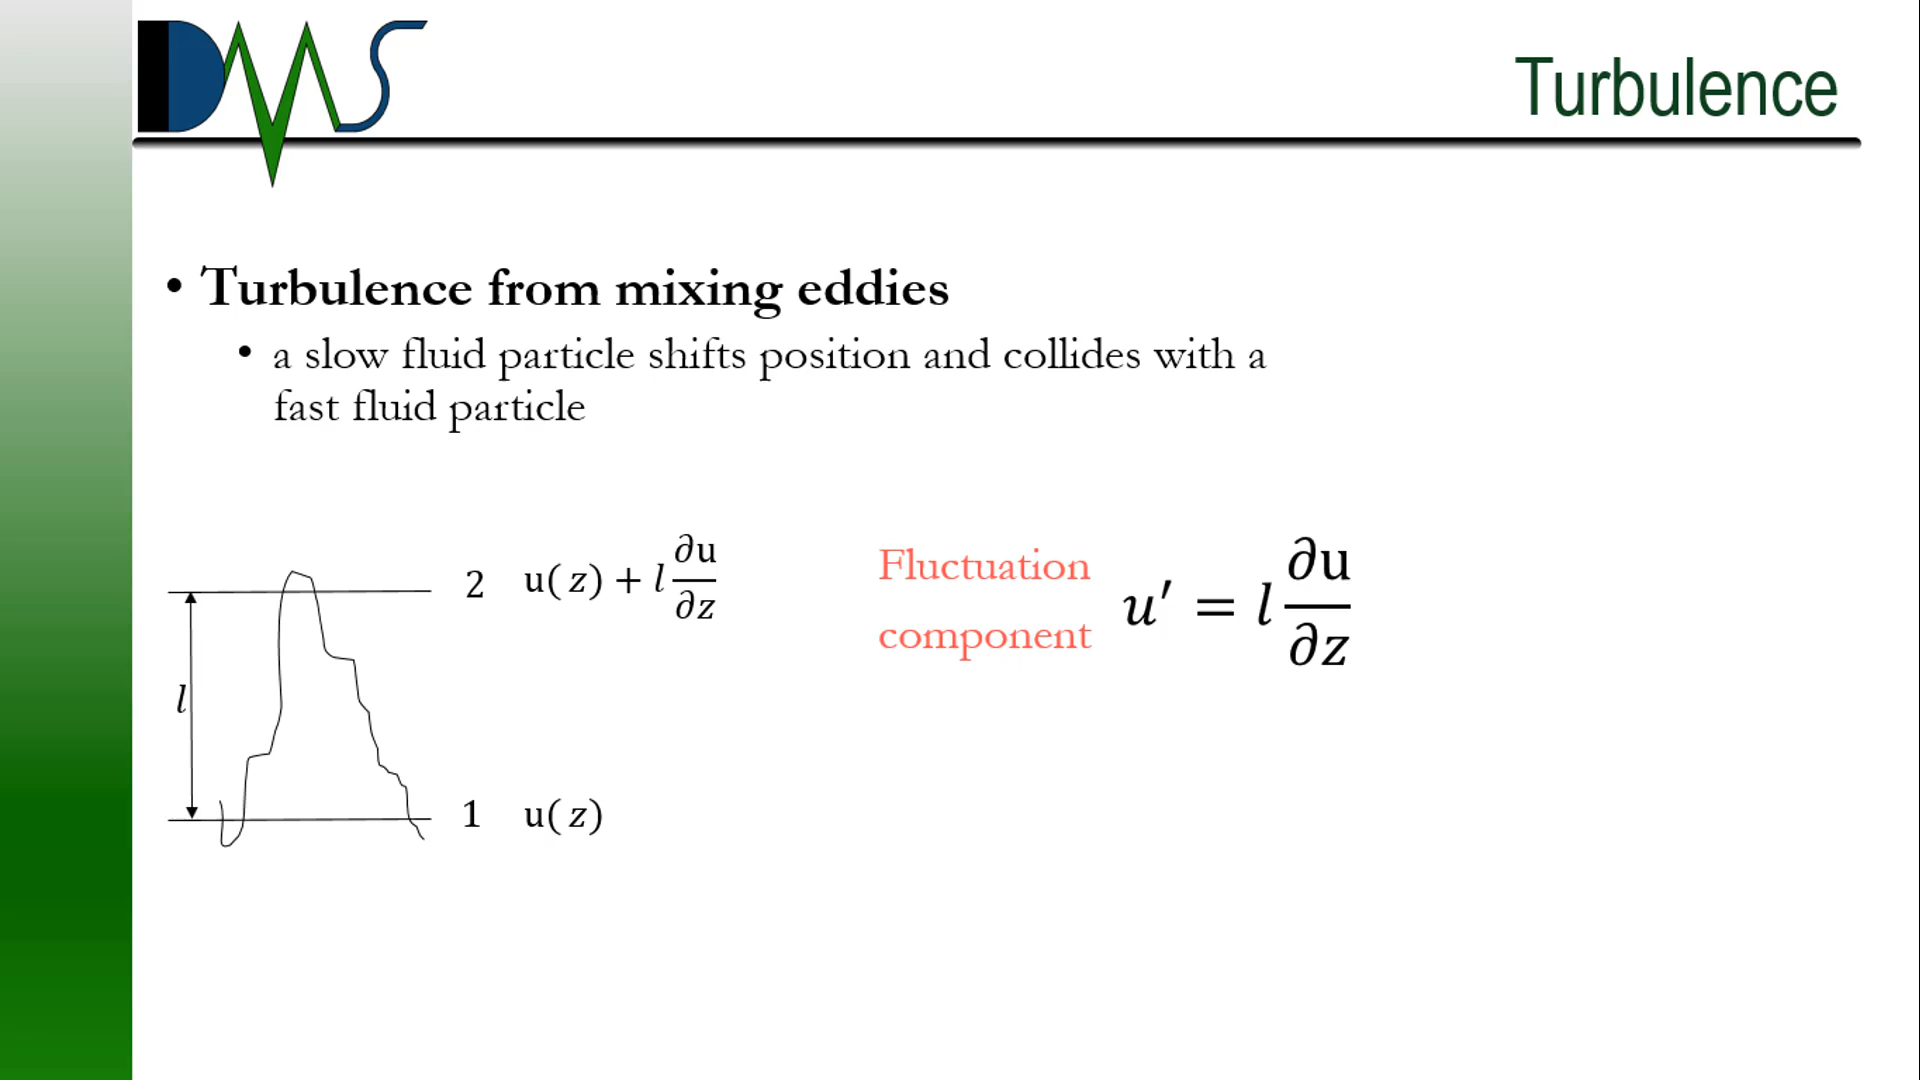 DMS
Turbulence
• Turbulence from mixing eddies
• a slow fluid particle shifts position and collides with a
fast fluid particle
2 u(z) + l ∂u/∂z
Fluctuation
component
u′ = l ∂u/∂z
l
1 u(z)